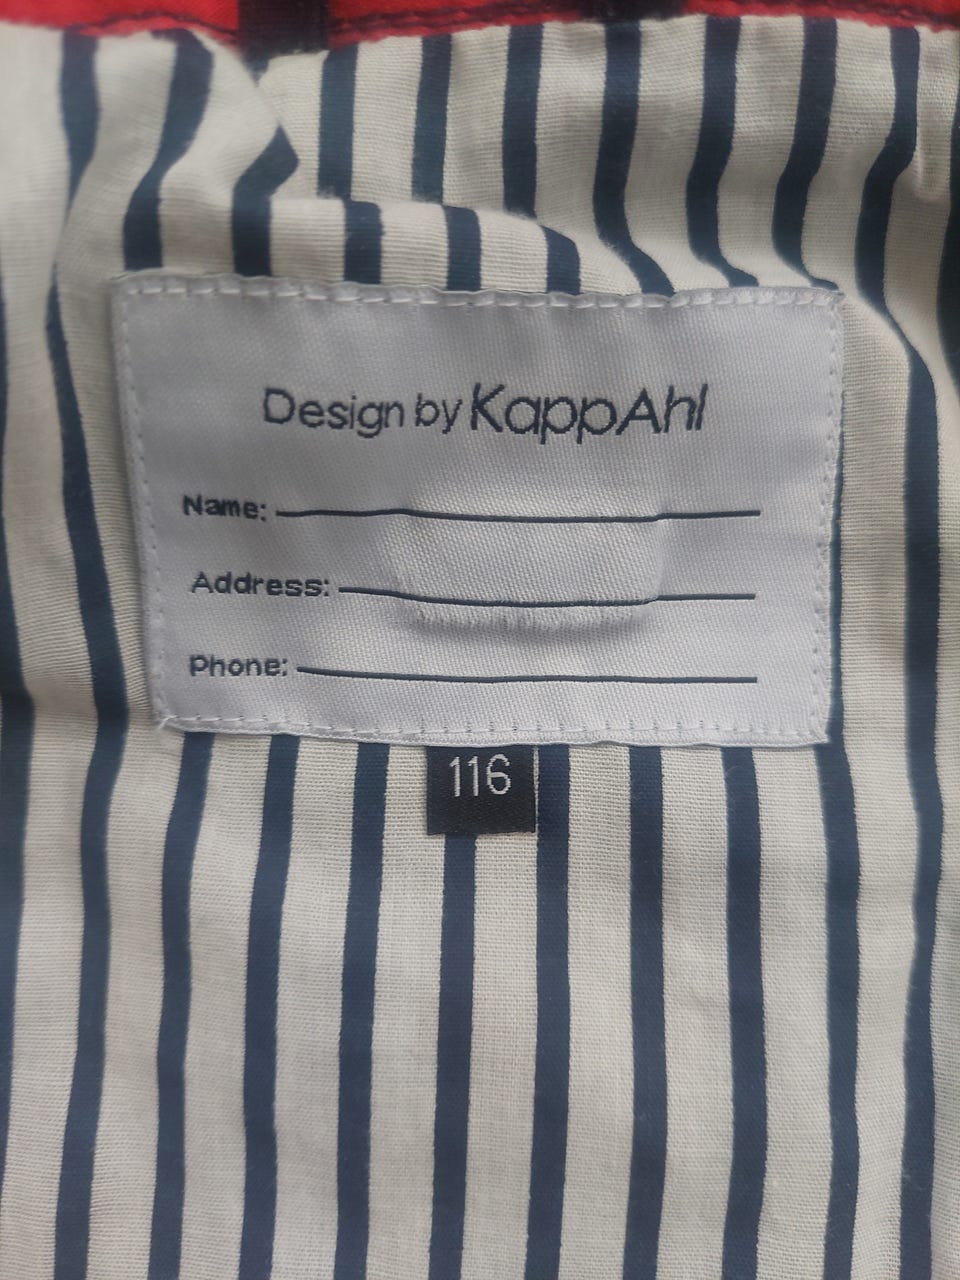 Design by KappAhl
Name:
Address:
Phone:
116